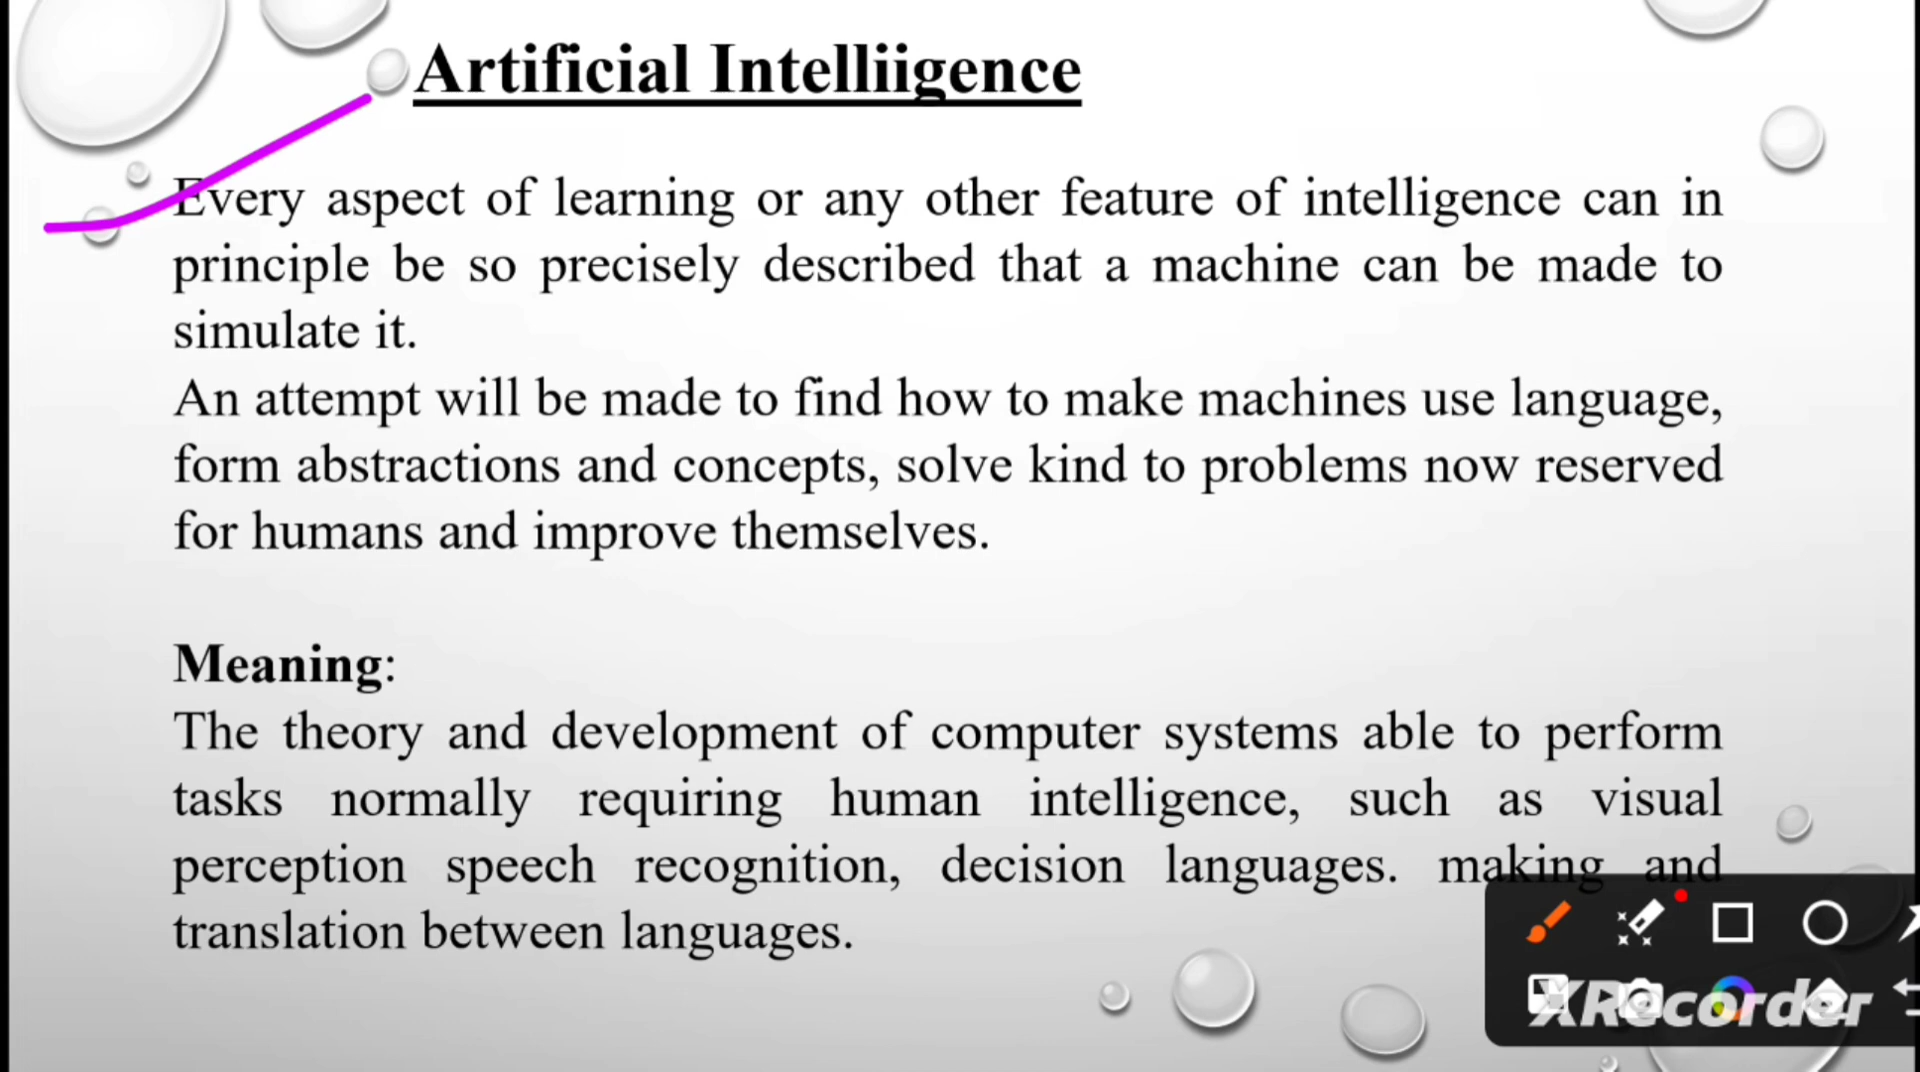 Artificial Intelliigence
Every aspect of learning or any other feature of intelligence can in
principle be so precisely described that a machine can be made to
simulate it.
An attempt will be made to find how to make machines use language,
form abstractions and concepts, solve kind to problems now reserved
for humans and improve themselves.
Meaning:
The theory and development of computer systems able to perform
tasks normally requiring human intelligence, such as visual
perception speech recognition, decision languages. making and
translation between languages.
XRecorder